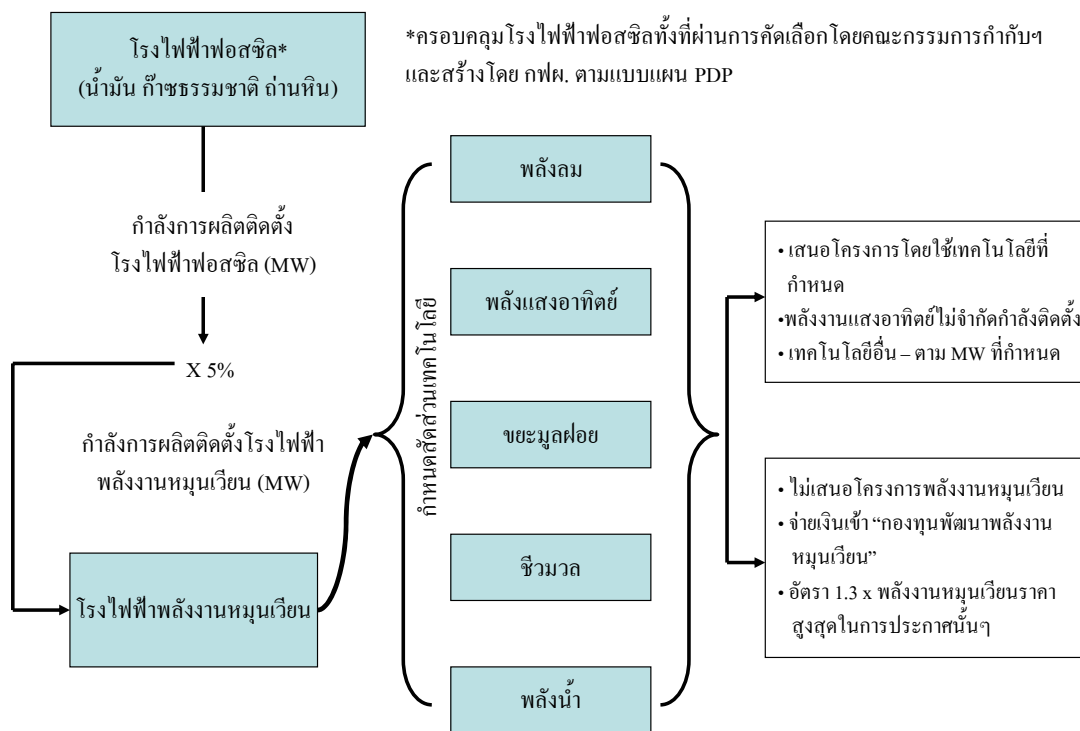 โรงไฟฟ้าฟอสซิล*
(น้ำมัน ก๊าซธรรมชาติ ถ่านหิน)
*ครอบคลุมโรงไฟฟ้าฟอสซิลทั้งที่ผ่านการคัดเลือกโดยคณะกรรมการกำกับฯ
และสร้างโดย กฟผ. ตามแบบแผน PDP
กำลังการผลิตติดตั้ง
โรงไฟฟ้าฟอสซิล (MW)
X 5%
กำลังการผลิตติดตั้งโรงไฟฟ้า
พลังงานหมุนเวียน (MW)
โรงไฟฟ้าพลังงานหมุนเวียน
กำหนดสัดส่วนเทคโนโลยี
พลังลม
พลังแสงอาทิตย์
ขยะมูลฝอย
ชีวมวล
พลังน้ำ
• เสนอโครงการโดยใช้เทคโนโลยีที่
กำหนด
•พลังงานแสงอาทิตย์ไม่จำกัดกำลังติดตั้ง
• เทคโนโลยีอื่น – ตาม MW ที่กำหนด
• ไม่เสนอโครงการพลังงานหมุนเวียน
• จ่ายเงินเข้า “กองทุนพัฒนาพลังงาน
หมุนเวียน”
• อัตรา 1.3 x พลังงานหมุนเวียนราคา
สูงสุดในการประกาศนั้นๆ